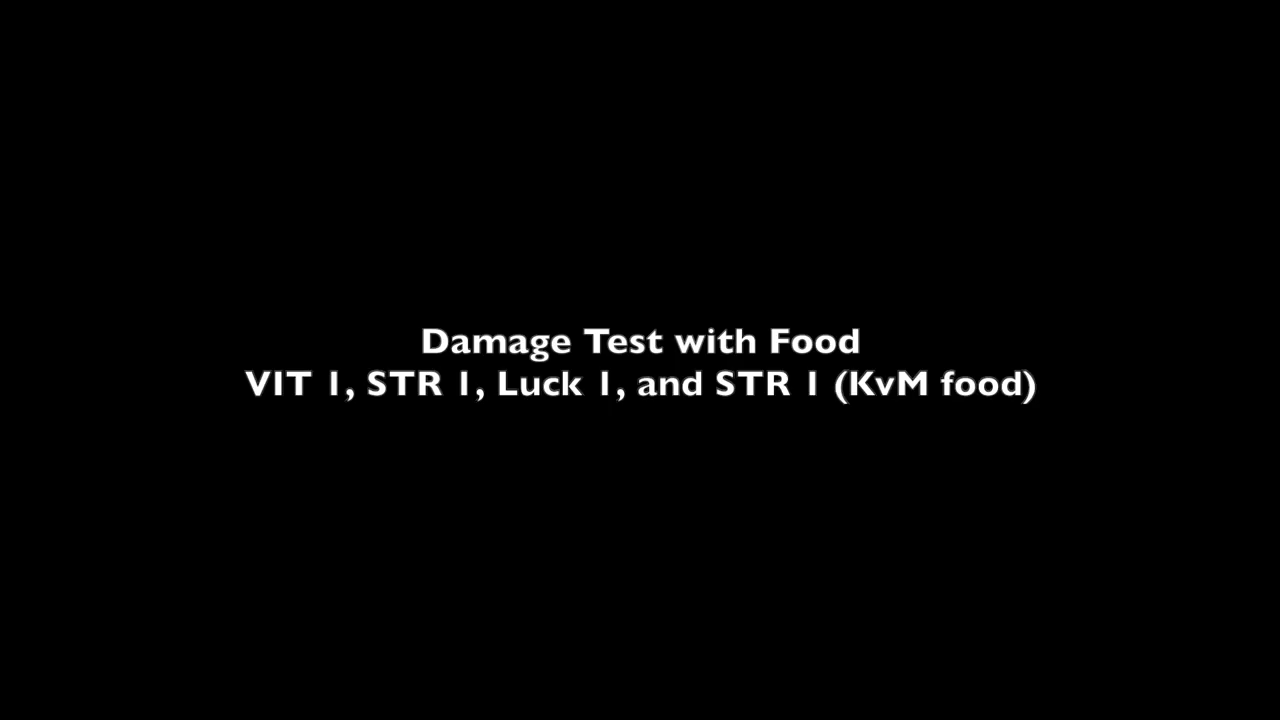 Damage Test with Food
VIT 1, STR 1, Luck 1, and STR 1 (KvM food)